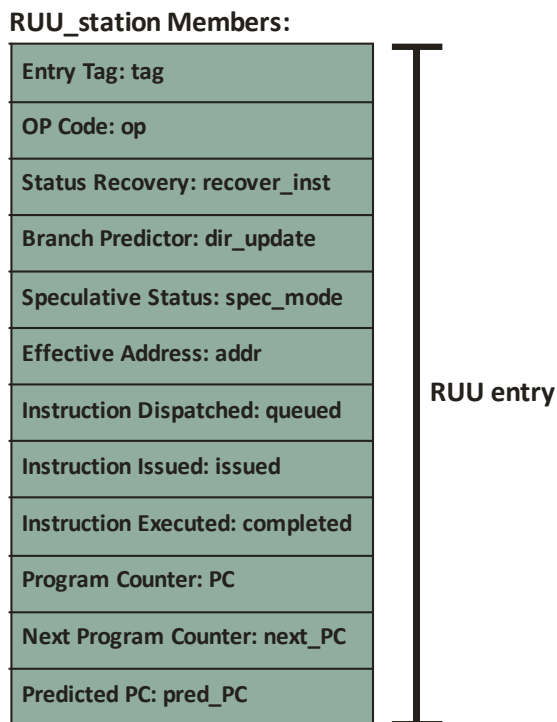 RUU_station Members:
Entry Tag: tag
OP Code: op
Status Recovery: recover_inst
Branch Predictor: dir_update
Speculative Status: spec_mode
Effective Address: addr
Instruction Dispatched: queued
Instruction Issued: issued
Instruction Executed: completed
Program Counter: PC
Next Program Counter: next_PC
Predicted PC: pred_PC
RUU entry